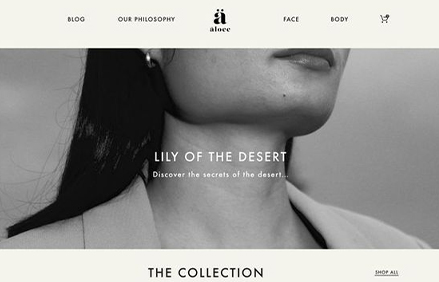 BLOG
OUR PHILOSOPHY
ä
aloee
FACE
BODY
LILY OF THE DESERT
Discover the secrets of the desert...
THE COLLECTION
SHOP ALL